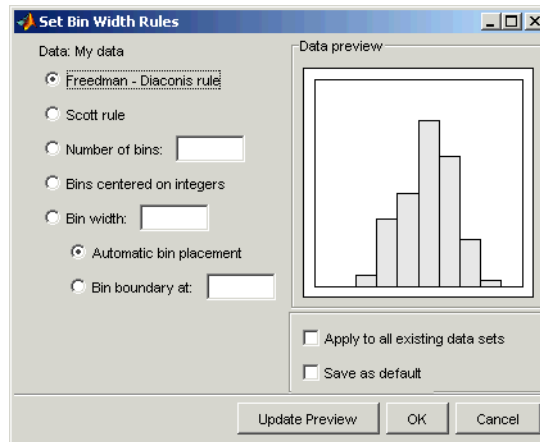 Set Bin Width Rules
Data: My data
Freedman - Diaconis rule
Scott rule
Number of bins:
Bins centered on integers
Bin width:
Automatic bin placement
Bin boundary at:
Data preview
Apply to all existing data sets
Save as default
Update Preview
OK
Cancel